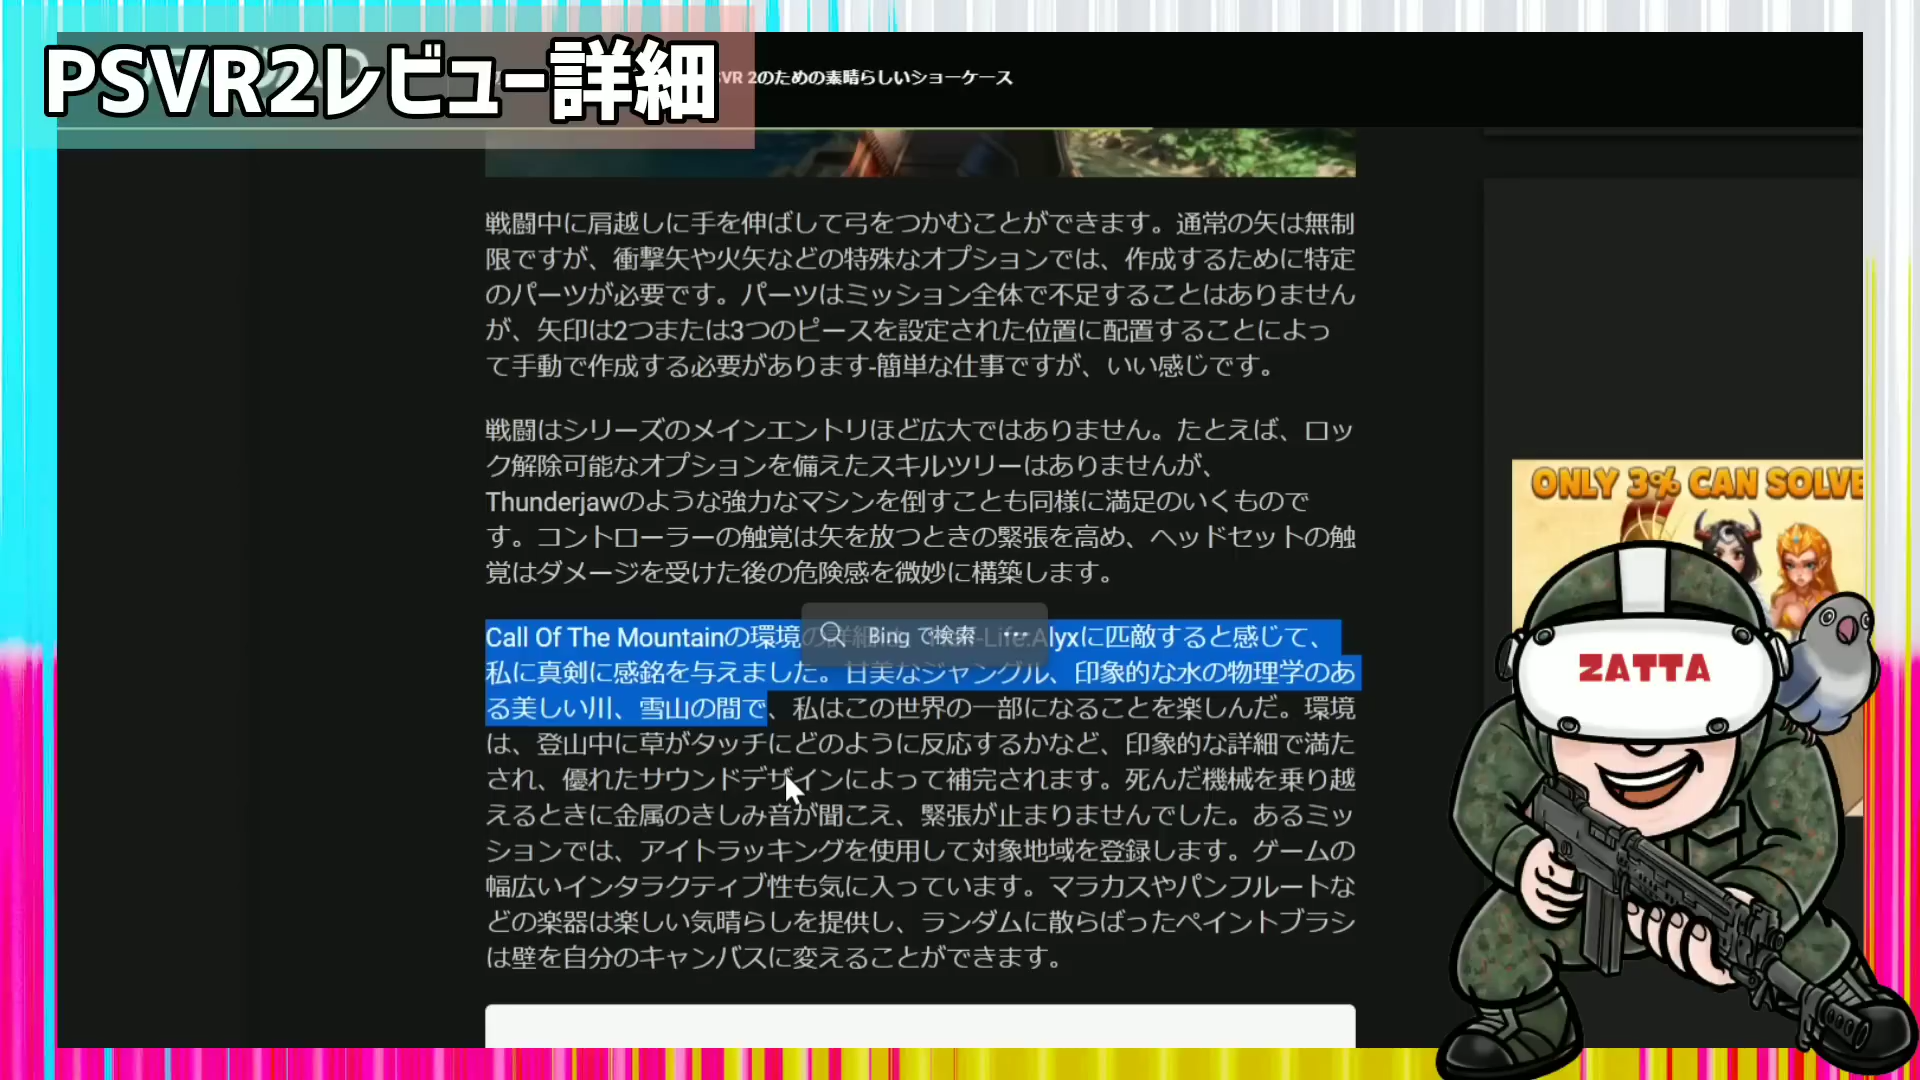 PSVR2レビュー詳細
VR 2のための素晴らしいショーケース
戦闘中に肩越しに手を伸ばして弓をつかむことができます。通常の矢は無制
限ですが、衝撃矢や火矢などの特殊なオプションでは、作成するために特定
のパーツが必要です。パーツはミッション全体で不足することはありません
が、矢印は2つまたは3つのピースを設定された位置に配置することによっ
て手動で作成する必要があります-簡単な仕事ですが、いい感じです。
戦闘はシリーズのメインエントリほど広大ではありません。たとえば、ロッ
ク解除可能なオプションを備えたスキルツリーはありませんが、
Thunderjawのような強力なマシンを倒すことも同様に満足のいくもので
す。コントローラーの触覚は矢を放つときの緊張を高め、ヘッドセットの触
覚はダメージを受けた後の危険感を微妙に構築します。
Call Of The Mountainの環境の詳細は、Half-Life:Alyxに匹敵すると感じて、
Bing で検索 ···
私に真剣に感銘を与えました。甘美なジャングル、印象的な水の物理学のあ
る美しい川、雪山の間で、私はこの世界の一部になることを楽しんだ。環境
は、登山中に草がタッチにどのように反応するかなど、印象的な詳細で満た
され、優れたサウンドデザインによって補完されます。死んだ機械を乗り越
えるときに金属のきしみ音が聞こえ、緊張が止まりませんでした。あるミッ
ションでは、アイトラッキングを使用して対象地域を登録します。ゲームの
幅広いインタラクティブ性も気に入っています。マラカスやパンフルートな
どの楽器は楽しい気晴らしを提供し、ランダムに散らばったペイントブラシ
は壁を自分のキャンバスに変えることができます。
ONLY 3% CAN SOLVE
ZATTA